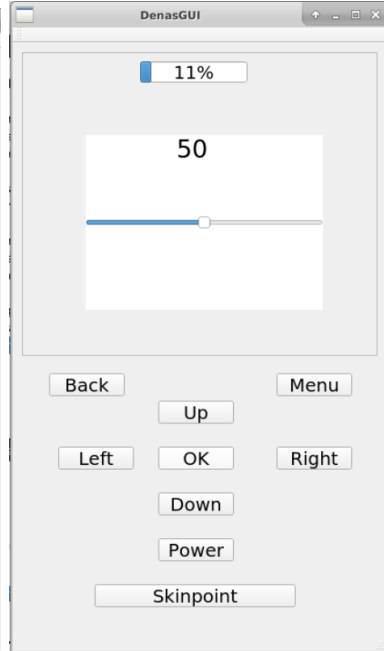 DenasGUI
11%
50
Back
Menu
Up
Left
OK
Right
Down
Power
Skinpoint